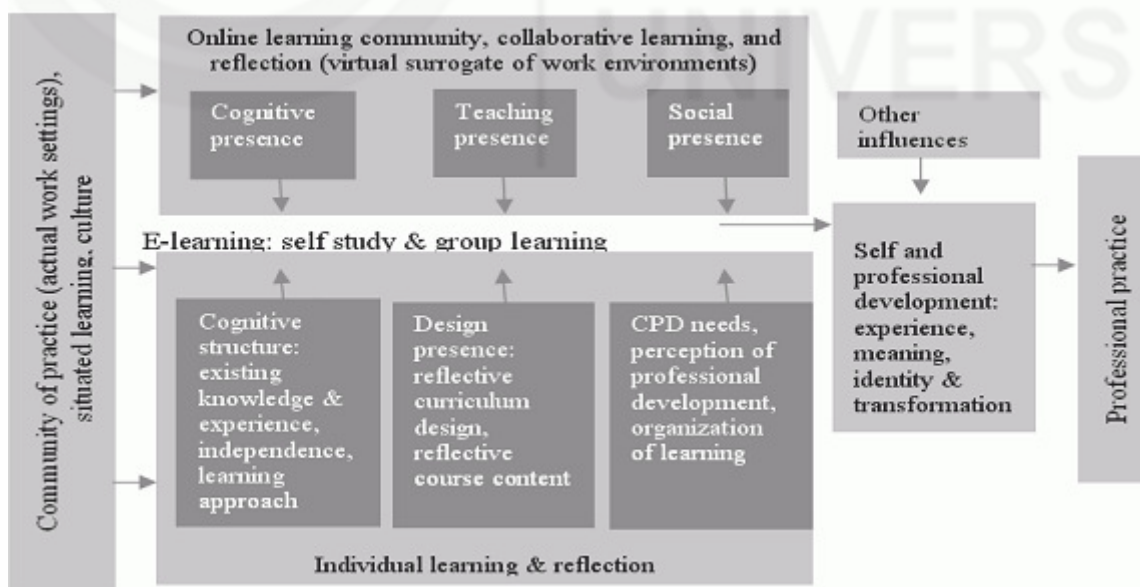 UNIVERS
Online learning community, collaborative learning, and
reflection (virtual surrogate of work environments)
Cognitive
presence
Teaching
presence
Social
presence
Other
influences
Community of practice (actual work settings),
situated learning, culture
E-learning: self study & group learning
Cognitive
structure:
existing
knowledge &
experience,
independence,
learning
approach
Design
presence:
reflective
curriculum
design,
reflective
course content
CPD needs,
perception of
professional
development,
organization
of learning
Individual learning & reflection
Self and
professional
development:
experience,
meaning,
identity &
transformation
Professional practice